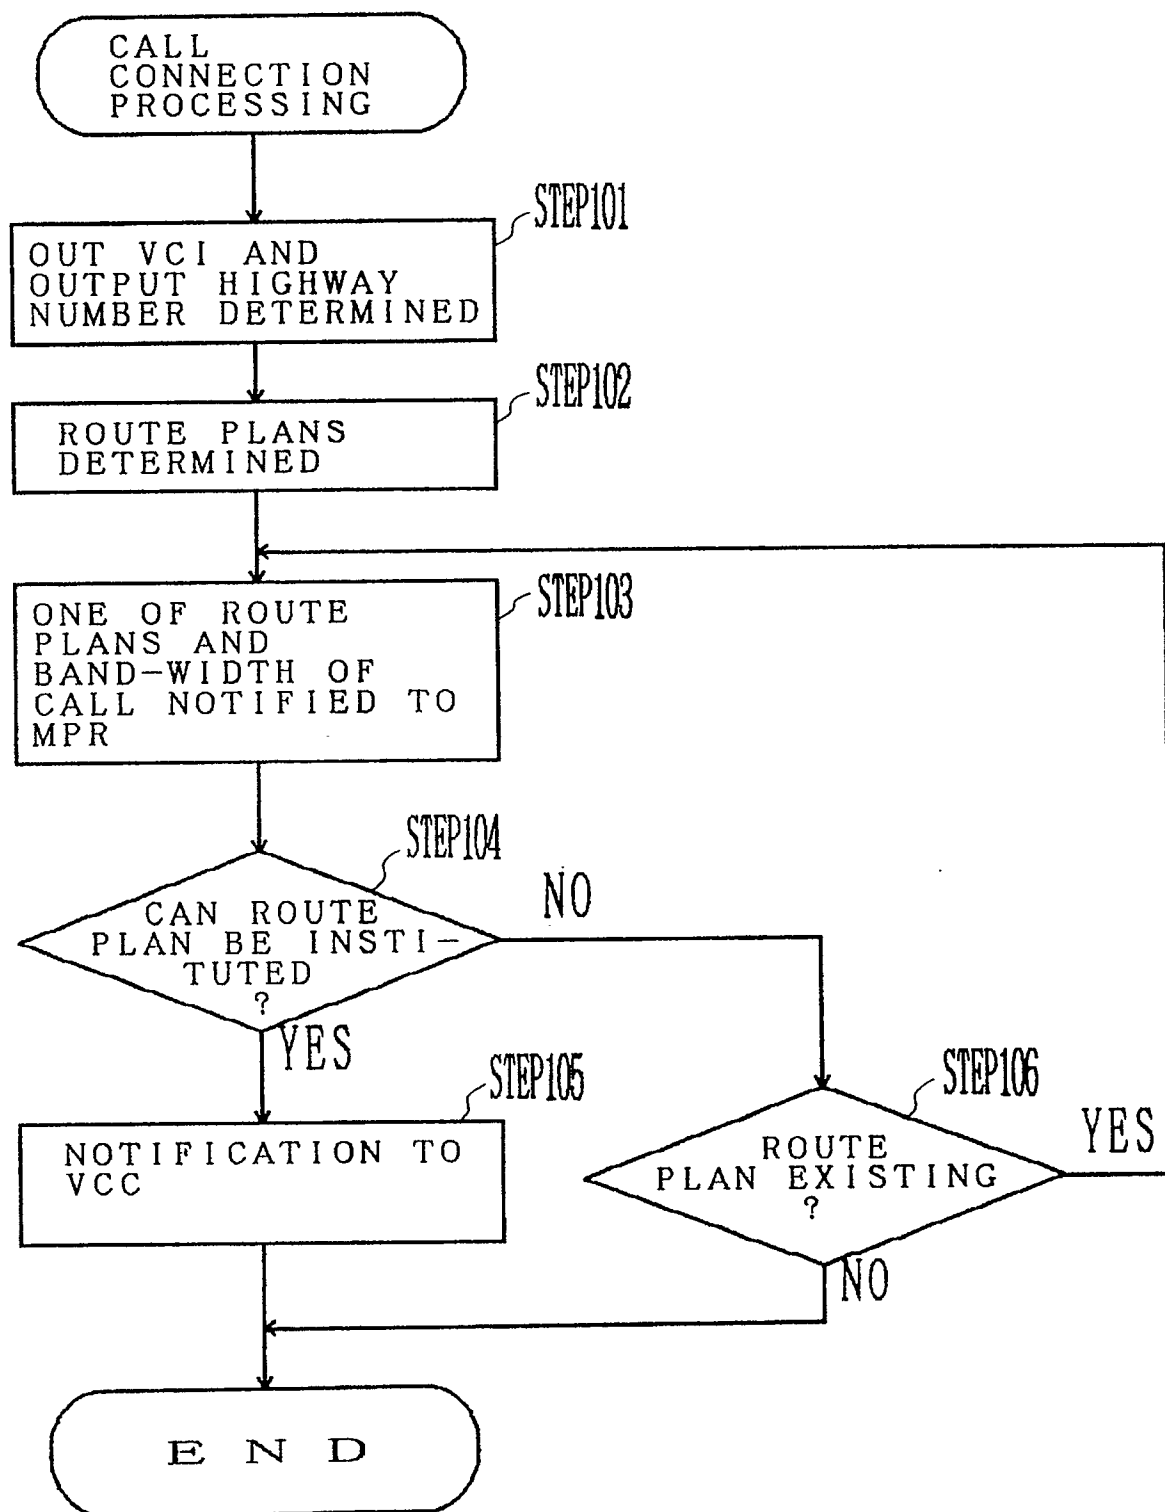 CALL
CONNECTION
PROCESSING
STEP101
OUT VCI AND
OUTPUT HIGHWAY
NUMBER DETERMINED
STEP102
ROUTE PLANS
DETERMINED
STEP103
ONE OF ROUTE
PLANS AND
BAND-WIDTH OF
CALL NOTIFIED TO
MPR
STEP104
CAN ROUTE
PLAN BE INSTI-
TUTED
?
NO
YES
STEP105
NOTIFICATION TO
VCC
STEP106
ROUTE
PLAN EXISTING
?
YES
NO
END